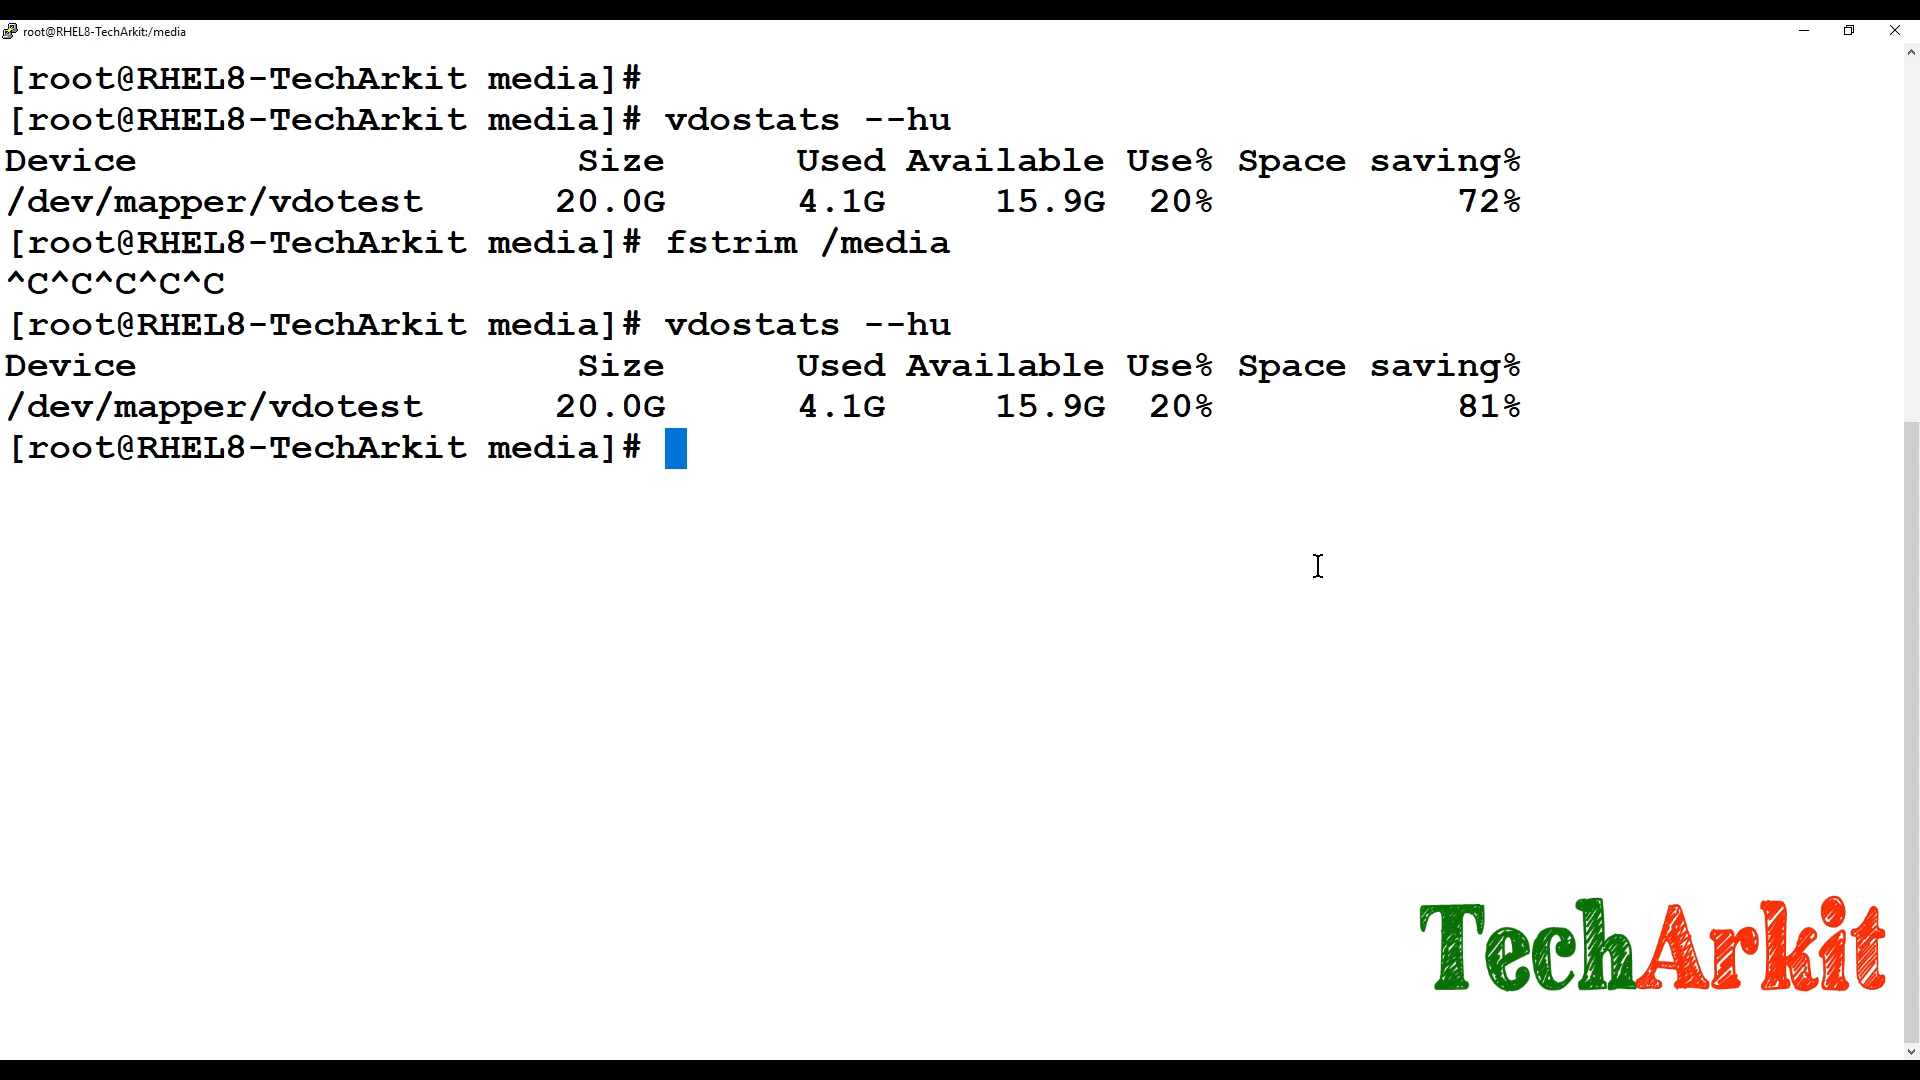 root@RHEL8-TechArkit:/media
[root@RHEL8-TechArkit media]#
[root@RHEL8-TechArkit media]# vdostats --hu
Device                    Size      Used Available Use% Space saving%
/dev/mapper/vdotest      20.0G      4.1G     15.9G  20%           72%
[root@RHEL8-TechArkit media]# fstrim /media
^C^C^C^C^C
[root@RHEL8-TechArkit media]# vdostats --hu
Device                    Size      Used Available Use% Space saving%
/dev/mapper/vdotest      20.0G      4.1G     15.9G  20%           81%
[root@RHEL8-TechArkit media]#
TechArkit